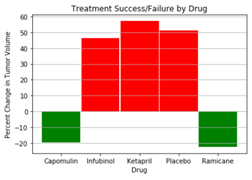 Treatment Success/Failure by Drug
Percent Change in Tumor Volume
60
50
40
30
20
10
0
−10
−20
Capomulin Infubinol Ketapril Placebo Ramicane
Drug